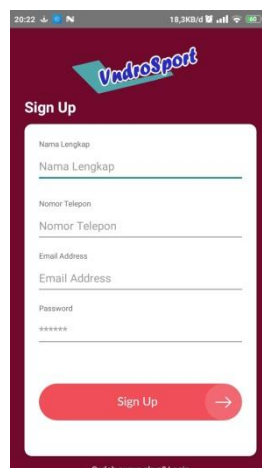 20:22 18,3KB/d 80
VndroSport
Sign Up
Nama Lengkap
Nama Lengkap
Nomor Telepon
Nomor Telepon
Email Address
Email Address
Password
******
Sign Up